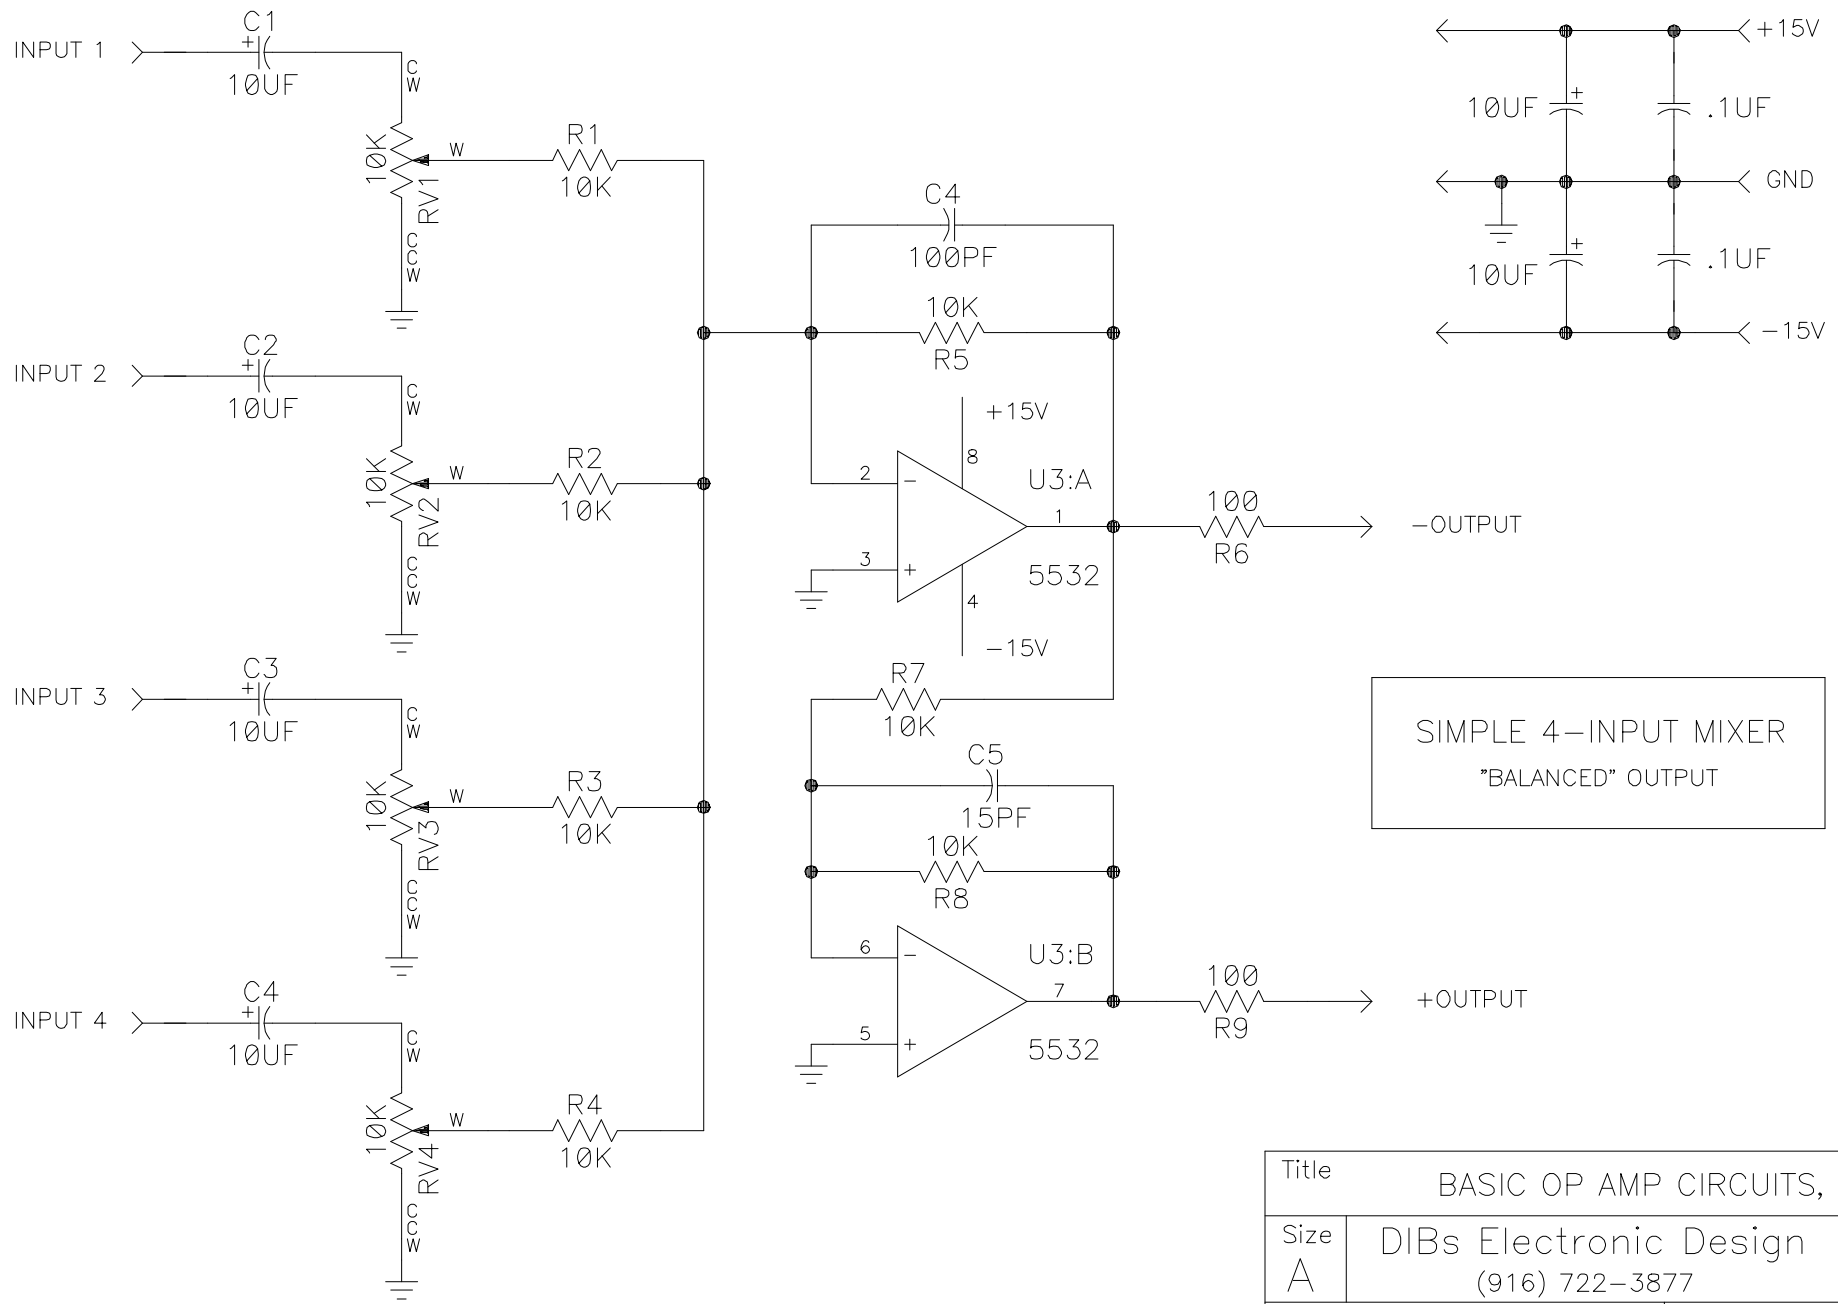 INPUT 1
C1
+
10UF
CW
10K
RV1
W
CCW
R1
10K
INPUT 2
C2
+
10UF
CW
10K
RV2
W
CCW
R2
10K
INPUT 3
C3
+
10UF
CW
10K
RV3
W
CCW
R3
10K
INPUT 4
C4
+
10UF
CW
10K
RV4
W
CCW
R4
10K
C4
100PF
10K
R5
+15V
8
2
−
U3:A
1
3
+
5532
4
−15V
100
R6
−OUTPUT
R7
10K
C5
15PF
10K
R8
6
−
U3:B
7
5
+
5532
100
R9
+OUTPUT
+15V
10UF
+
.1UF
GND
10UF
+
.1UF
−15V
SIMPLE 4−INPUT MIXER
"BALANCED" OUTPUT
Title
BASIC OP AMP CIRCUITS,
Size
A
DIBs Electronic Design
(916) 722−3877